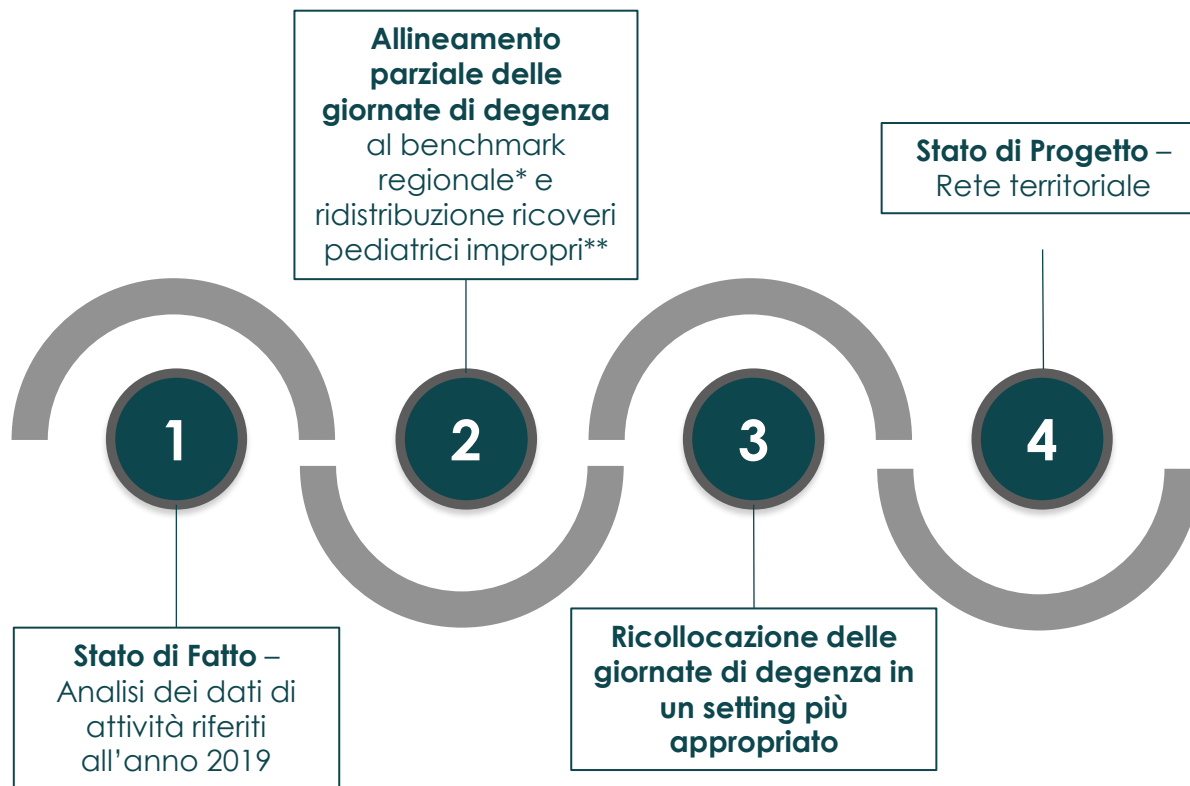 1
Stato di Fatto –
Analisi dei dati di
attività riferiti
all’anno 2019
2
Allineamento
parziale delle
giornate di degenza
al benchmark
regionale* e
ridistribuzione ricoveri
pediatrici impropri**
3
Ricollocazione delle
giornate di degenza in
un setting più
appropriato
4
Stato di Progetto –
Rete territoriale